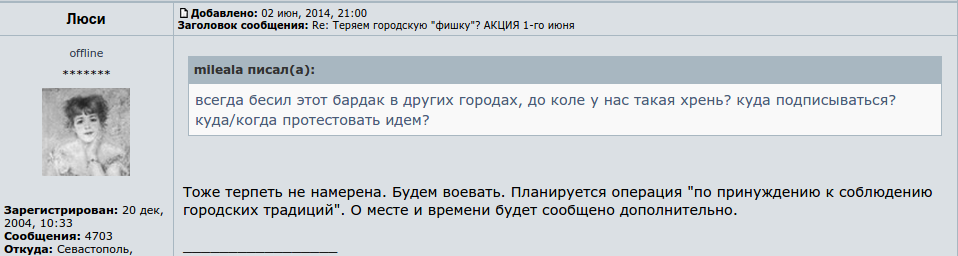 Люси
Добавлено: 02 июн, 2014, 21:00
Заголовок сообщения: Re: Теряем городскую "фишку"? АКЦИЯ 1-го июня
offline
*******
Зарегистрирован: 20 дек,
2004, 10:33
Сообщения: 4703
Откуда: Севастополь,
mileala писал(а):
всегда бесил этот бардак в других городах, до коле у нас такая хрень? куда подписываться?
куда/когда протестовать идем?
Тоже терпеть не намерена. Будем воевать. Планируется операция "по принуждению к соблюдению
городских традиций". О месте и времени будет сообщено дополнительно.